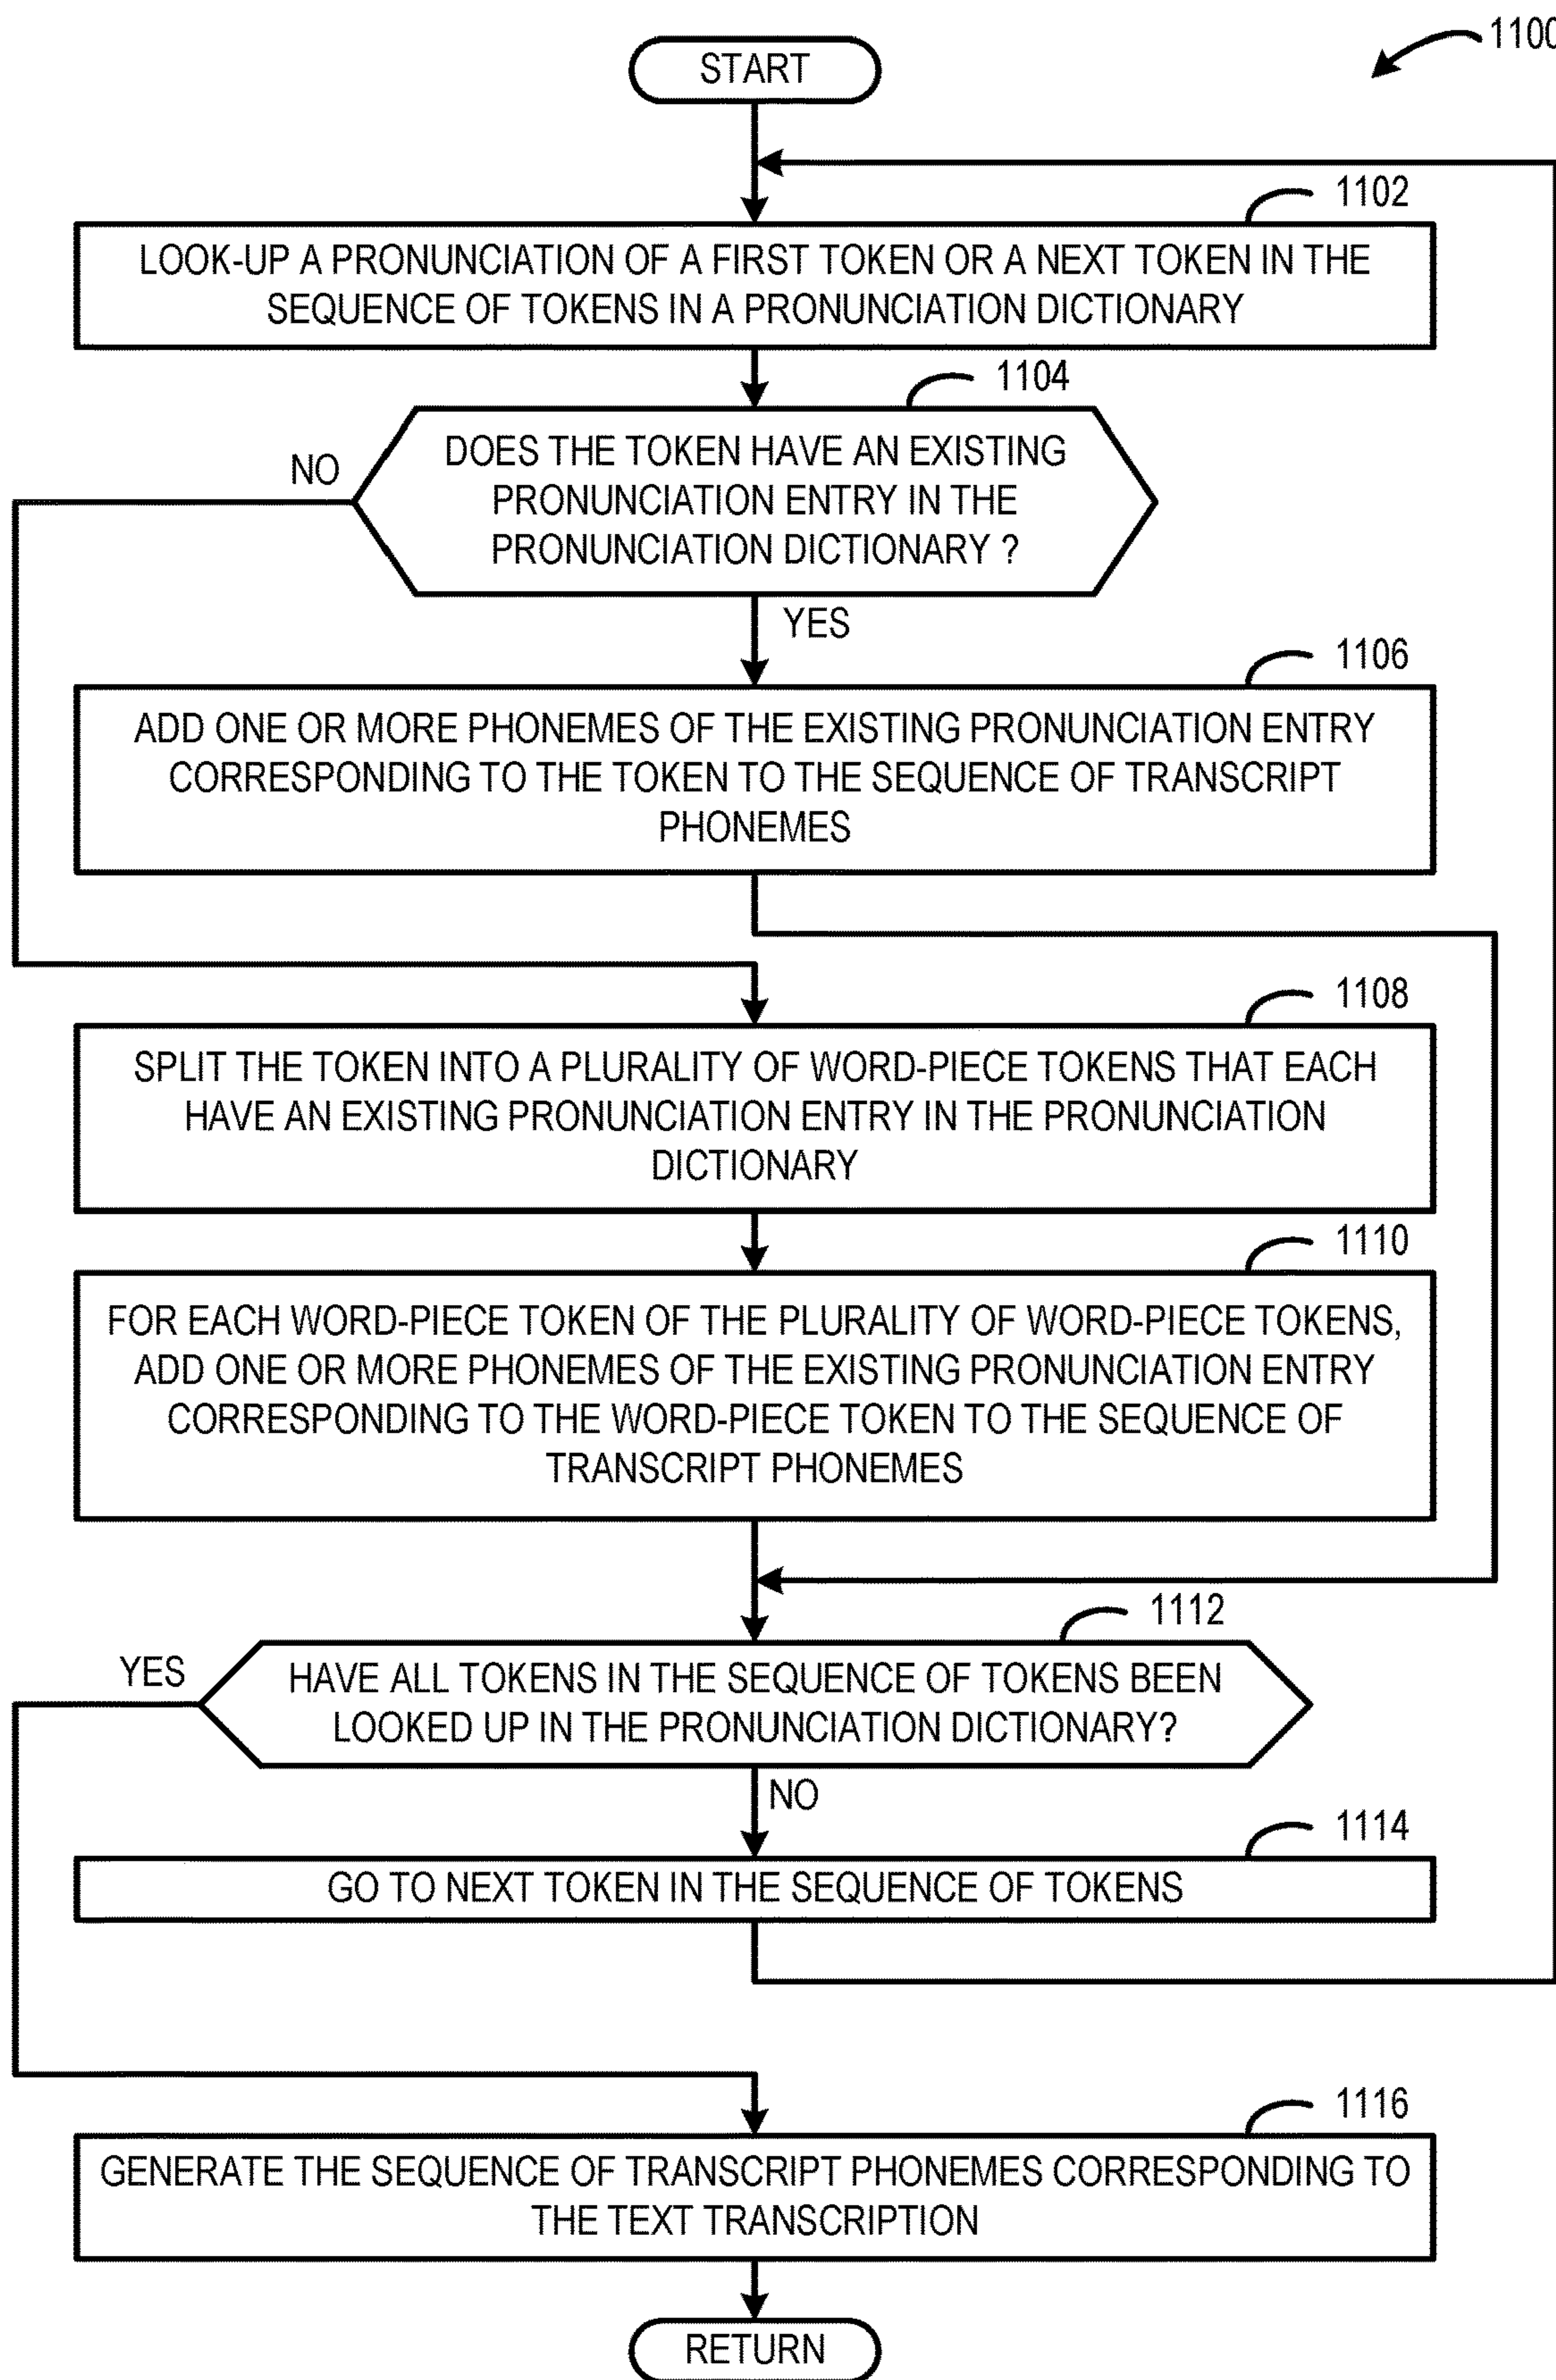 1100
START
1102
LOOK-UP A PRONUNCIATION OF A FIRST TOKEN OR A NEXT TOKEN IN THE
SEQUENCE OF TOKENS IN A PRONUNCIATION DICTIONARY
1104
NO
DOES THE TOKEN HAVE AN EXISTING
PRONUNCIATION ENTRY IN THE
PRONUNCIATION DICTIONARY ?
YES
1106
ADD ONE OR MORE PHONEMES OF THE EXISTING PRONUNCIATION ENTRY
CORRESPONDING TO THE TOKEN TO THE SEQUENCE OF TRANSCRIPT
PHONEMES
1108
SPLIT THE TOKEN INTO A PLURALITY OF WORD-PIECE TOKENS THAT EACH
HAVE AN EXISTING PRONUNCIATION ENTRY IN THE PRONUNCIATION
DICTIONARY
1110
FOR EACH WORD-PIECE TOKEN OF THE PLURALITY OF WORD-PIECE TOKENS,
ADD ONE OR MORE PHONEMES OF THE EXISTING PRONUNCIATION ENTRY
CORRESPONDING TO THE WORD-PIECE TOKEN TO THE SEQUENCE OF
TRANSCRIPT PHONEMES
1112
YES
HAVE ALL TOKENS IN THE SEQUENCE OF TOKENS BEEN
LOOKED UP IN THE PRONUNCIATION DICTIONARY?
NO
1114
GO TO NEXT TOKEN IN THE SEQUENCE OF TOKENS
1116
GENERATE THE SEQUENCE OF TRANSCRIPT PHONEMES CORRESPONDING TO
THE TEXT TRANSCRIPTION
RETURN